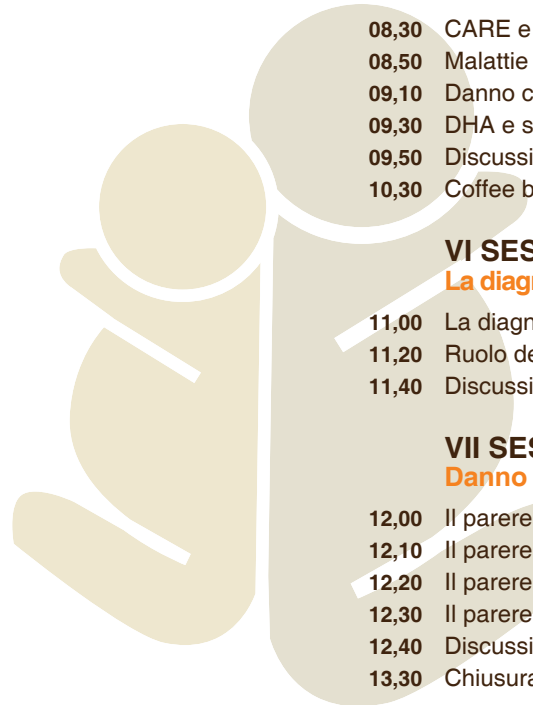 08,30 CARE e
08,50 Malattie
09,10 Danno c
09,30 DHA e s
09,50 Discussi
10,30 Coffee b
VI SES
La diagn
11,00 La diagn
11,20 Ruolo de
11,40 Discussi
VII SES
Danno
12,00 Il parere
12,10 Il parere
12,20 Il parere
12,30 Il parere
12,40 Discussi
13,30 Chiusura